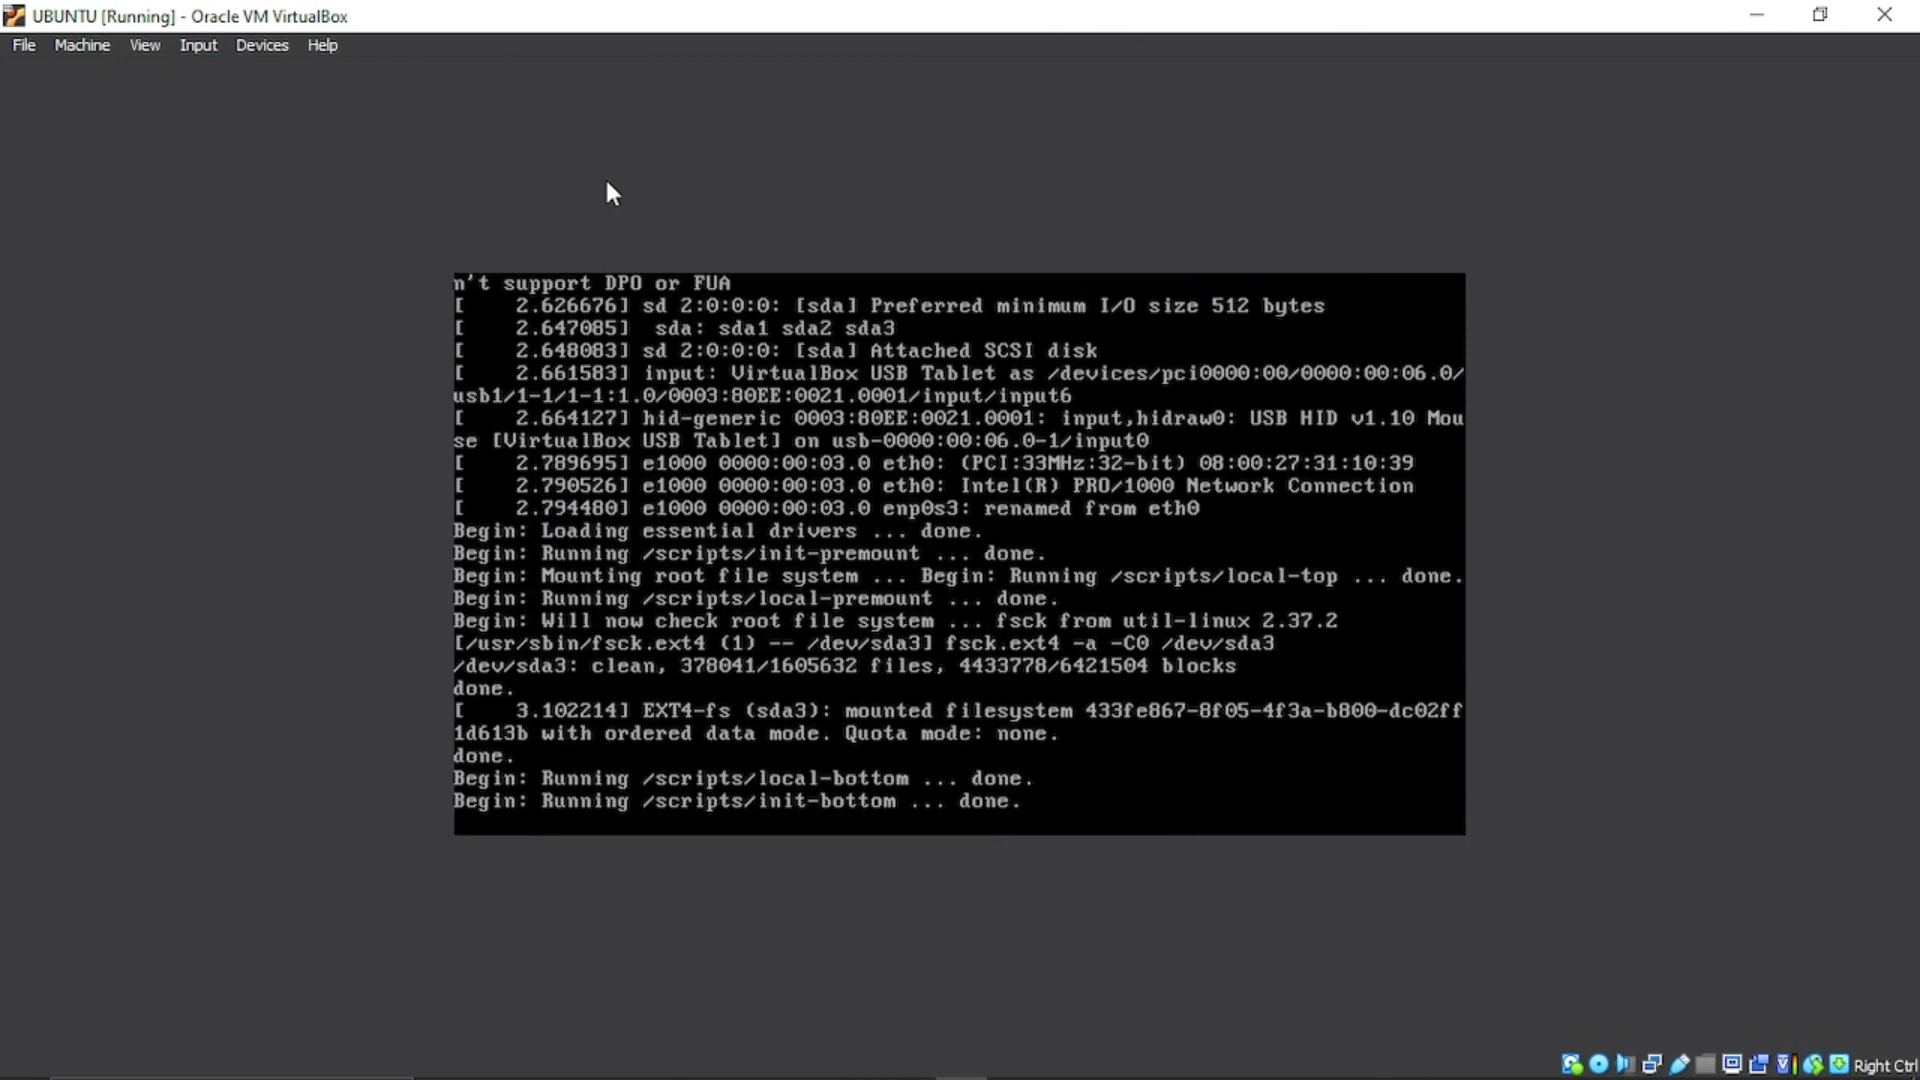 UBUNTU [Running] - Oracle VM VirtualBox
File Machine View Input Devices Help
n't support DPO or FUA
[    2.626676] sd 2:0:0:0: [sda] Preferred minimum I/O size 512 bytes
[    2.647085]  sda: sda1 sda2 sda3
[    2.648083] sd 2:0:0:0: [sda] Attached SCSI disk
[    2.661583] input: VirtualBox USB Tablet as /devices/pci0000:00/0000:00:06.0/
usb1/1-1/1-1:1.0/0003:80EE:0021.0001/input/input6
[    2.664127] hid-generic 0003:80EE:0021.0001: input,hidraw0: USB HID v1.10 Mou
se [VirtualBox USB Tablet] on usb-0000:00:06.0-1/input0
[    2.789695] e1000 0000:00:03.0 eth0: (PCI:33MHz:32-bit) 08:00:27:31:10:39
[    2.790526] e1000 0000:00:03.0 eth0: Intel(R) PRO/1000 Network Connection
[    2.794480] e1000 0000:00:03.0 enp0s3: renamed from eth0
Begin: Loading essential drivers ... done.
Begin: Running /scripts/init-premount ... done.
Begin: Mounting root file system ... Begin: Running /scripts/local-top ... done.
Begin: Running /scripts/local-premount ... done.
Begin: Will now check root file system ... fsck from util-linux 2.37.2
[/usr/sbin/fsck.ext4 (1) -- /dev/sda3] fsck.ext4 -a -C0 /dev/sda3
/dev/sda3: clean, 378041/1605632 files, 4433778/6421504 blocks
done.
[    3.102214] EXT4-fs (sda3): mounted filesystem 433fe867-8f05-4f3a-b800-dc02ff
1d613b with ordered data mode. Quota mode: none.
done.
Begin: Running /scripts/local-bottom ... done.
Begin: Running /scripts/init-bottom ... done.
Right Ctrl